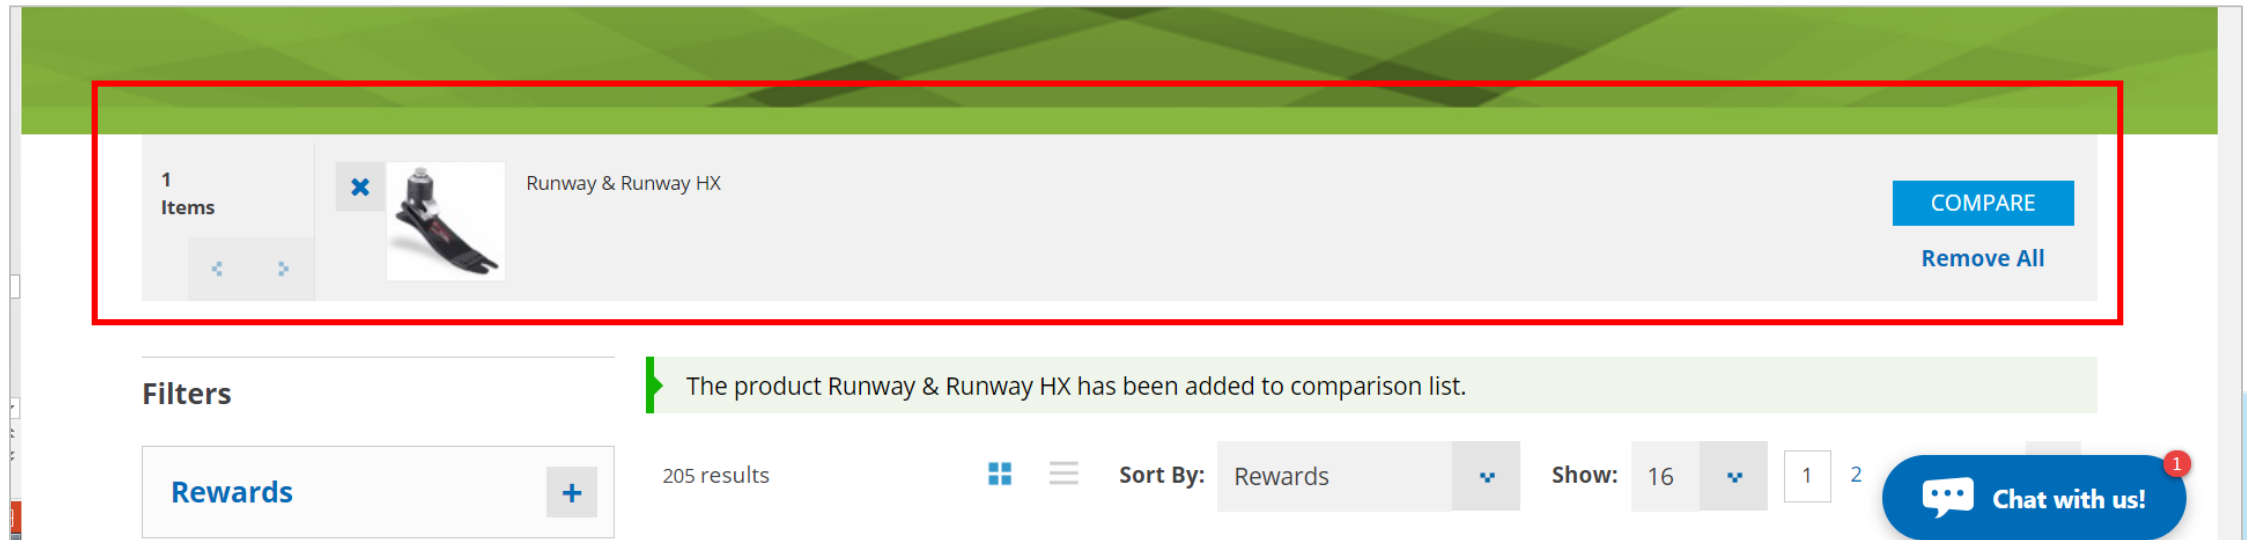 1
Items
Runway & Runway HX
COMPARE
Remove All
Filters
The product Runway & Runway HX has been added to comparison list.
Rewards
205 results
Sort By: Rewards
Show: 16
1 2
Chat with us!
1